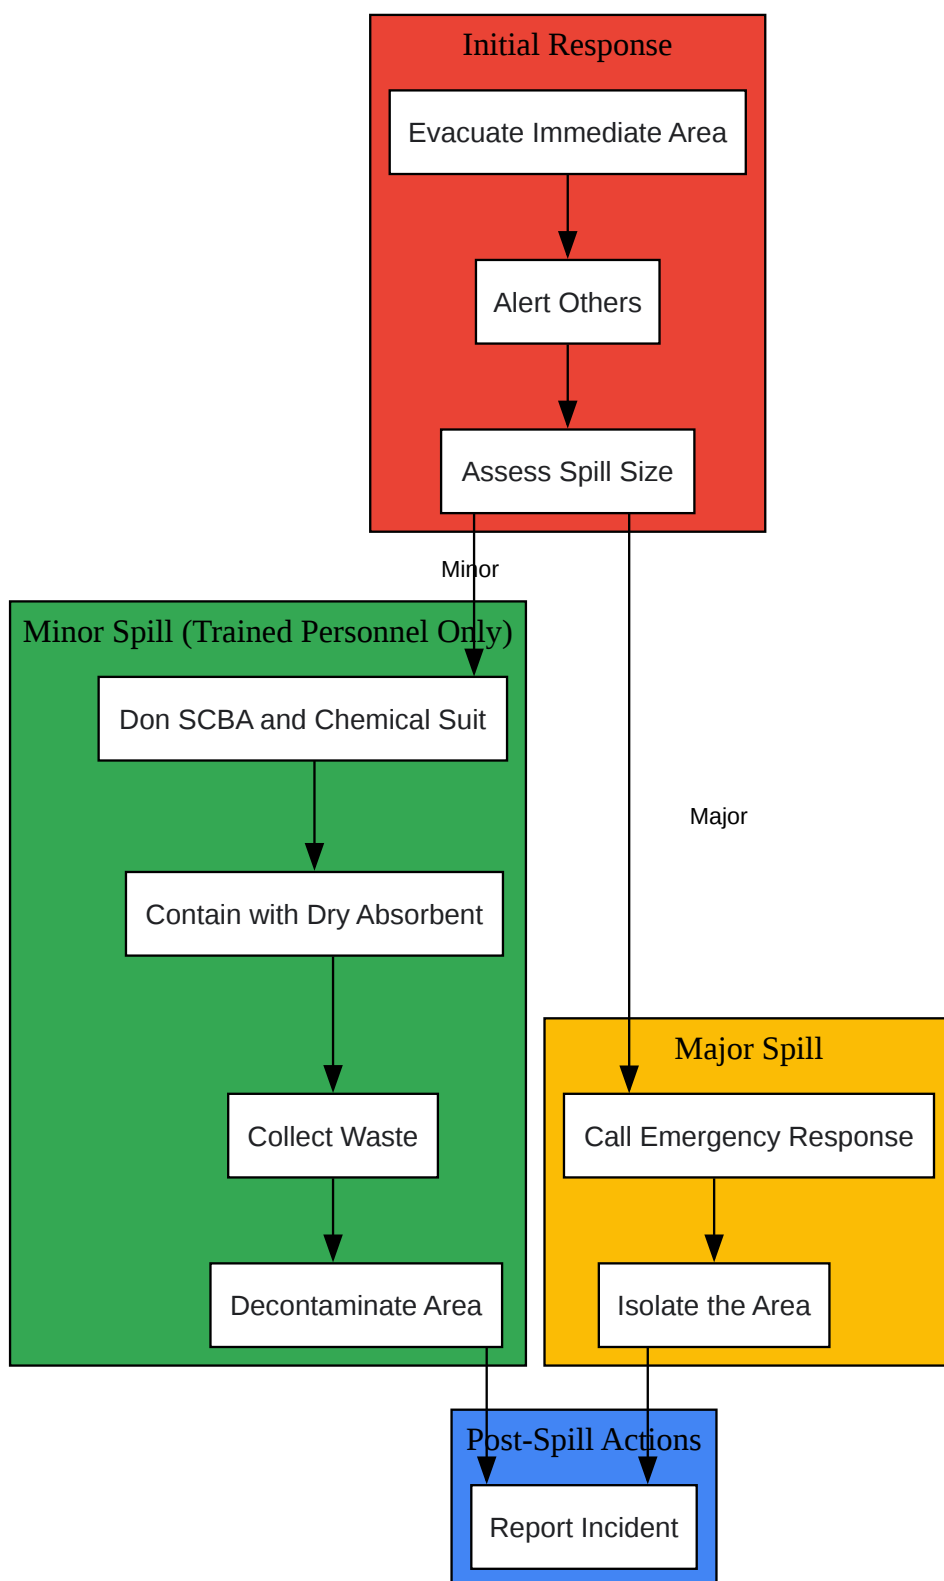 Initial Response
Evacuate Immediate Area
Alert Others
Assess Spill Size
Minor
Minor Spill (Trained Personnel Only)
Don SCBA and Chemical Suit
Contain with Dry Absorbent
Collect Waste
Decontaminate Area
Major
Major Spill
Call Emergency Response
Isolate the Area
Post-Spill Actions
Report Incident